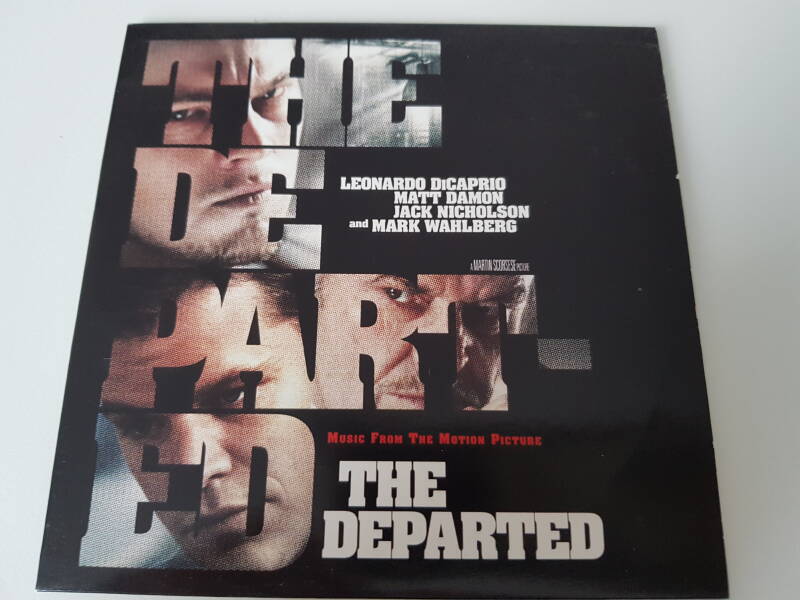 THE
DE
PART-
ED
LEONARDO DiCAPRIO
MATT DAMON
JACK NICHOLSON
and MARK WAHLBERG
A MARTIN SCORSESE PICTURE
MUSIC FROM THE MOTION PICTURE
THE
DEPARTED